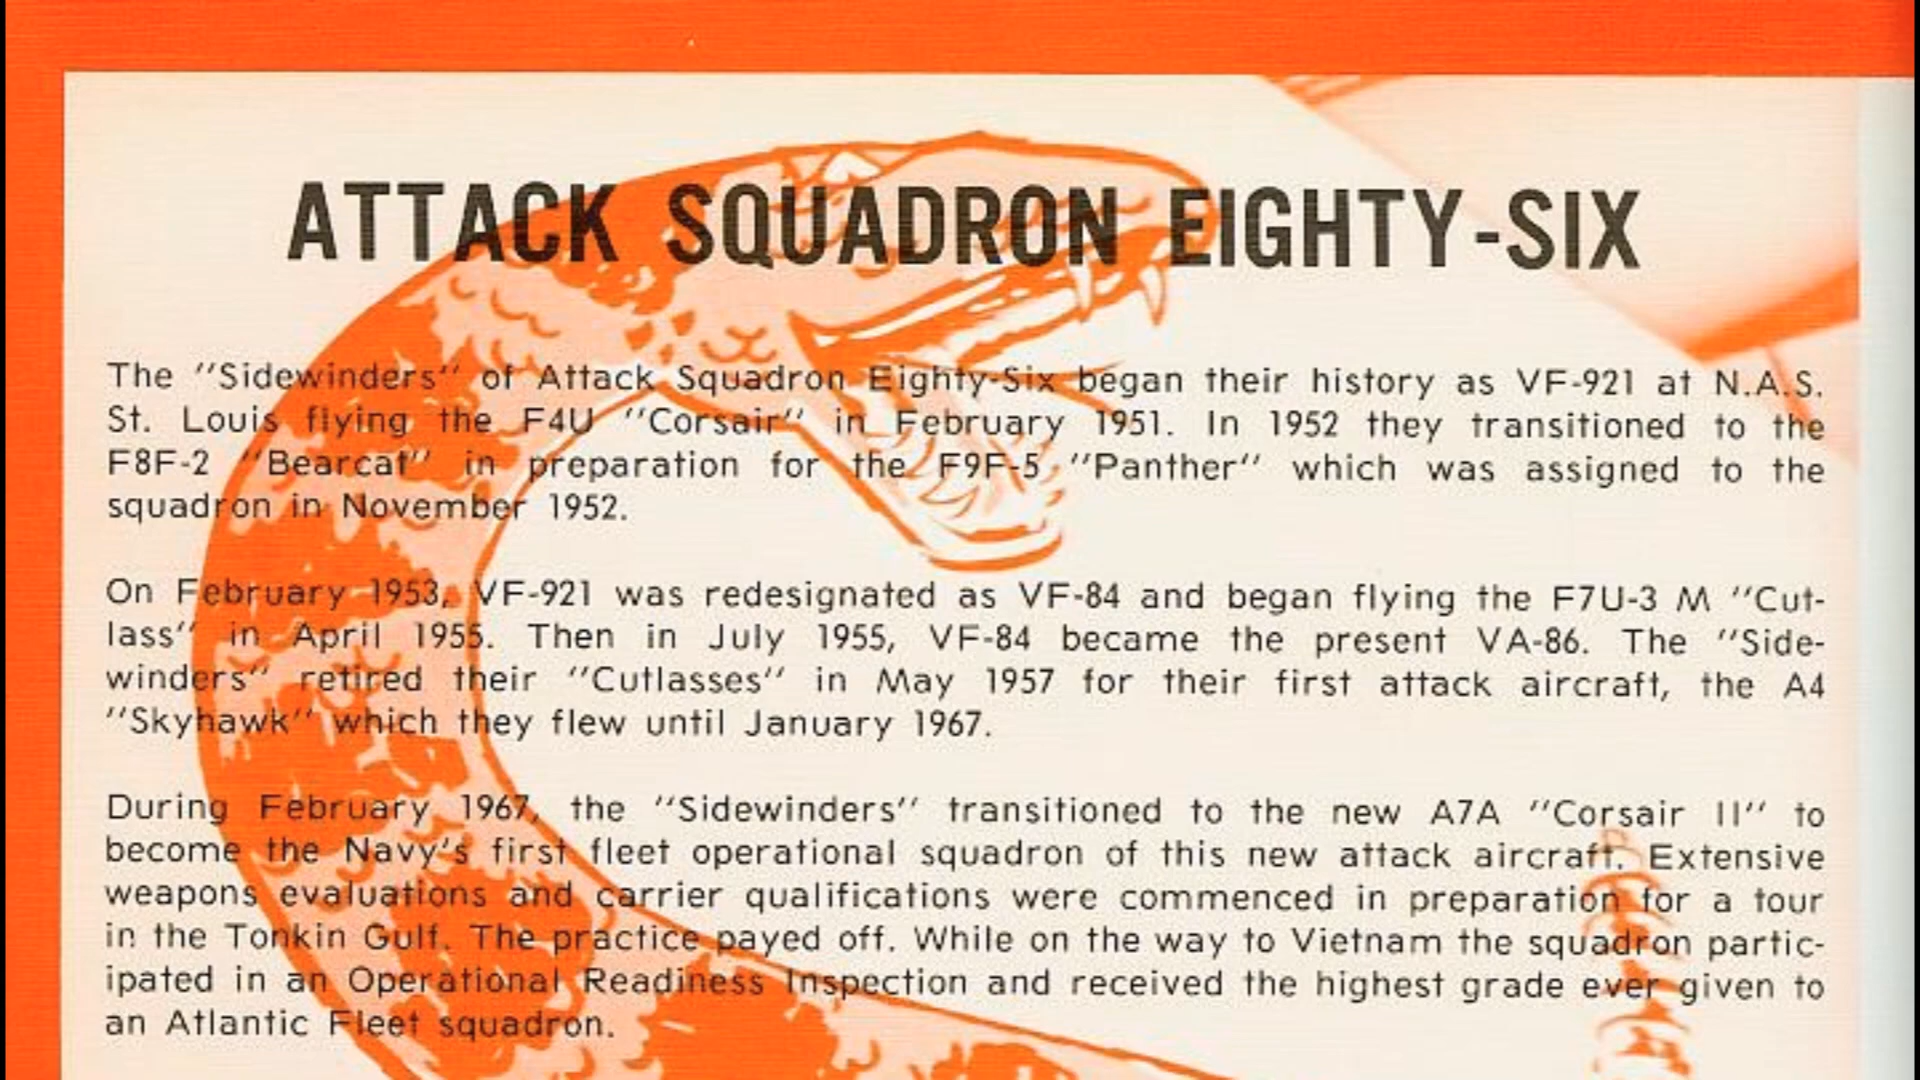 ATTACK SQUADRON EIGHTY-SIX
The "Sidewinders" of Attack Squadron Eighty-Six began their history as VF-921 at N.A.S.
St. Louis flying the F4U "Corsair" in February 1951. In 1952 they transitioned to the
F8F-2 "Bearcat" in preparation for the F9F-5 "Panther" which was assigned to the
squadron in November 1952.
On February 1953, VF-921 was redesignated as VF-84 and began flying the F7U-3 M "Cut-
lass" in April 1955. Then in July 1955, VF-84 became the present VA-86. The "Side-
winders" retired their "Cutlasses" in May 1957 for their first attack aircraft, the A4
"Skyhawk" which they flew until January 1967.
During February 1967, the "Sidewinders" transitioned to the new A7A "Corsair II" to
become the Navy's first fleet operational squadron of this new attack aircraft. Extensive
weapons evaluations and carrier qualifications were commenced in preparation for a tour
in the Tonkin Gulf. The practice payed off. While on the way to Vietnam the squadron partic-
ipated in an Operational Readiness Inspection and received the highest grade ever given to
an Atlantic Fleet squadron.